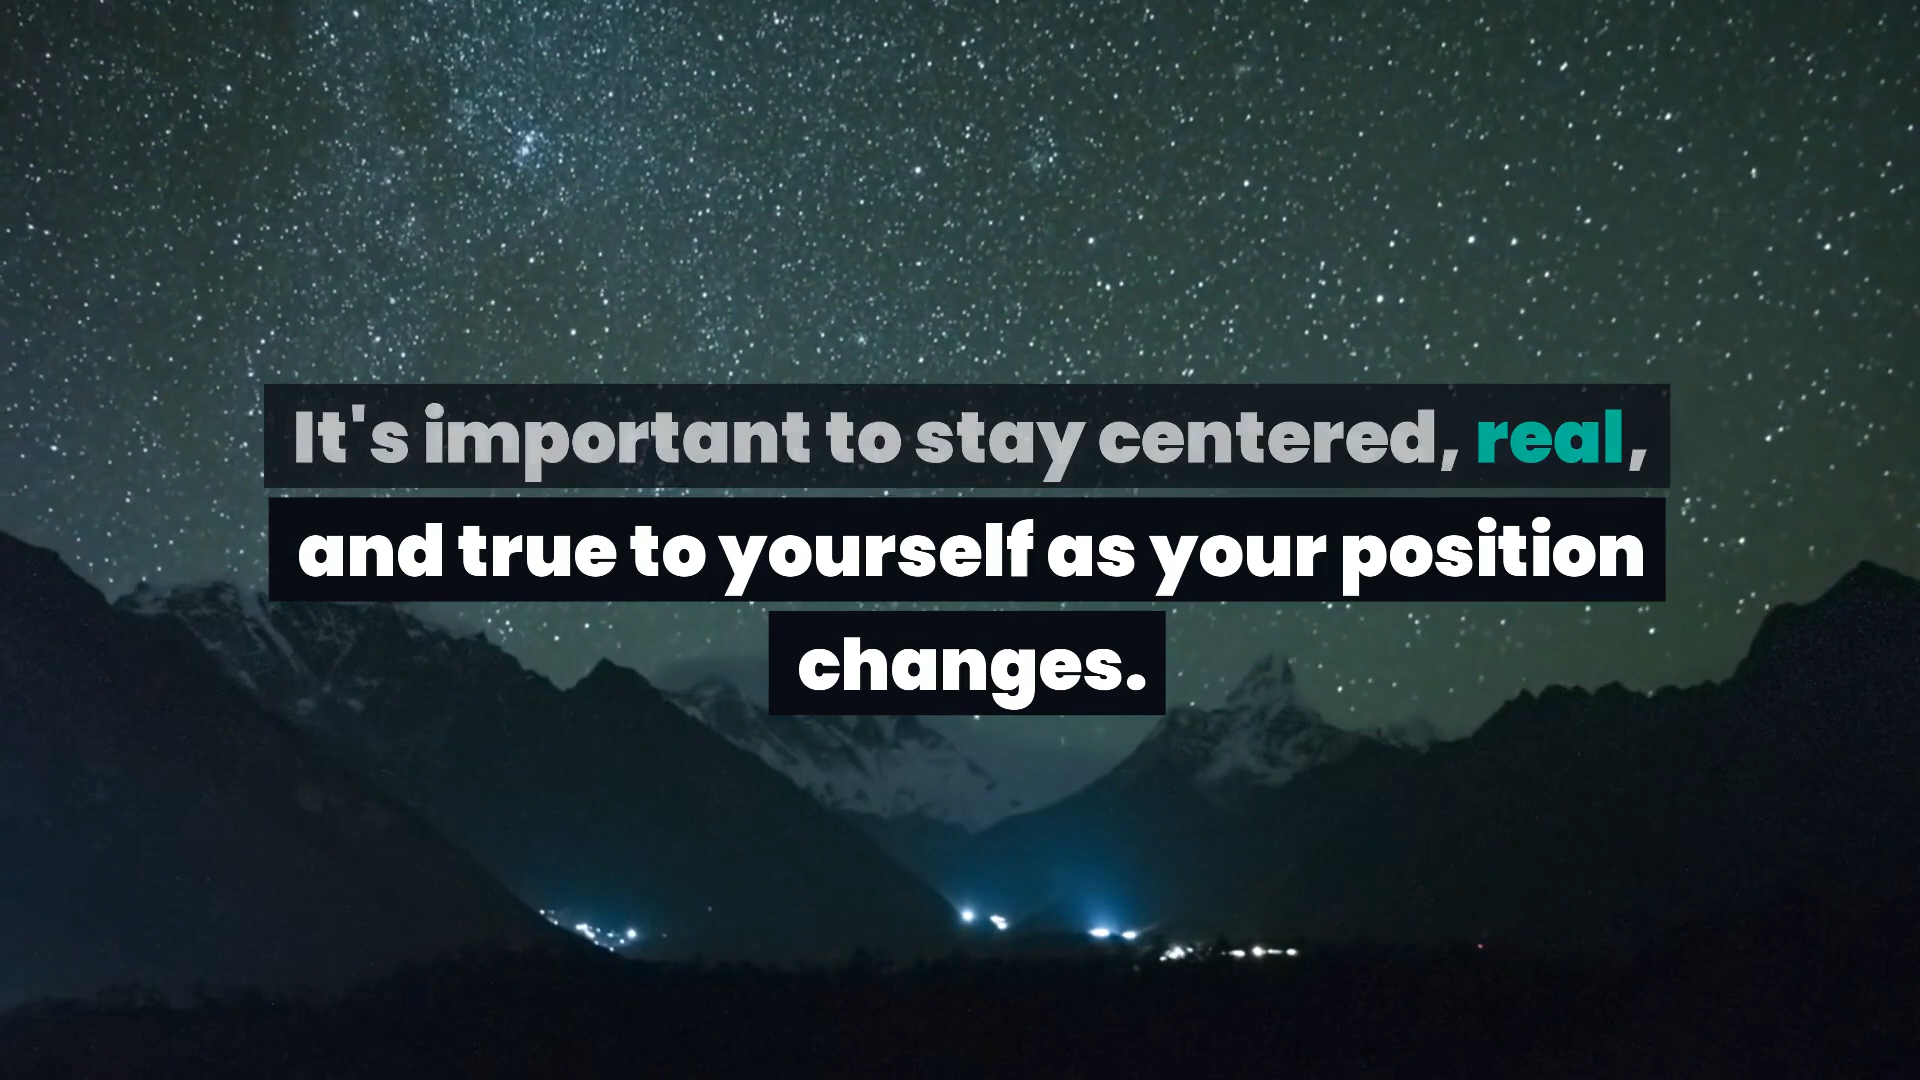 It's important to stay centered, real,
and true to yourself as your position
changes.